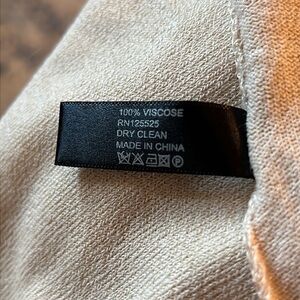 100% VISCOSE
RN125525
DRY CLEAN
MADE IN CHINA